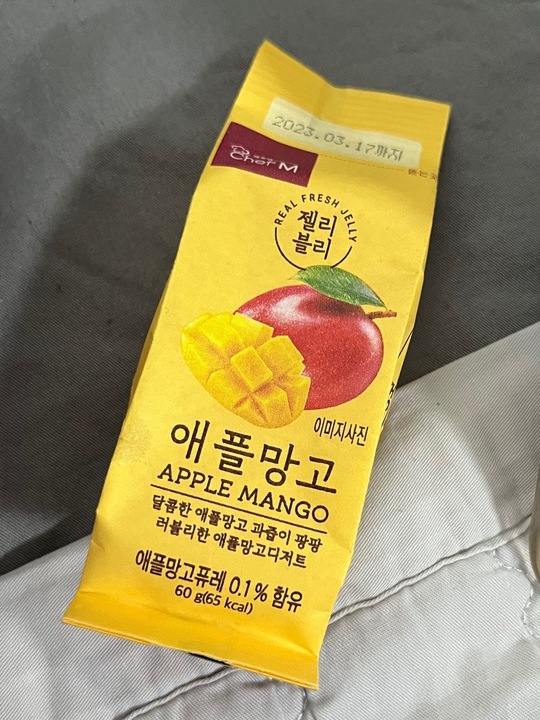 2023.03.17까지
Chef M
REAL FRESH JELLY
젤리
블리
이미지사진
애플망고
APPLE MANGO
달콤한 애플망고 과즙이 팡팡
러블리한 애플망고디저트
애플망고퓨레 0.1% 함유
60 g(65 kcal)